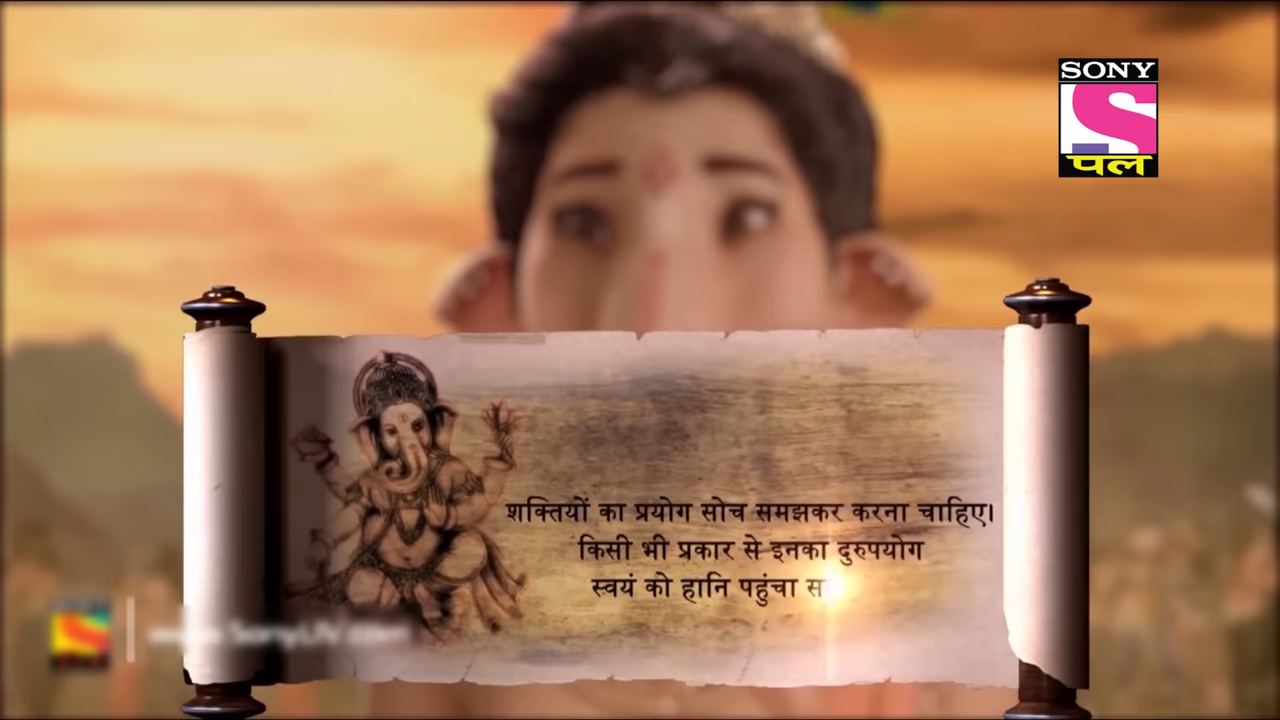 SONY
S
पल
शक्तियों का प्रयोग सोच समझकर करना चाहिए।
किसी भी प्रकार से इनका दुरुपयोग
स्वयं को हानि पहुंचा स